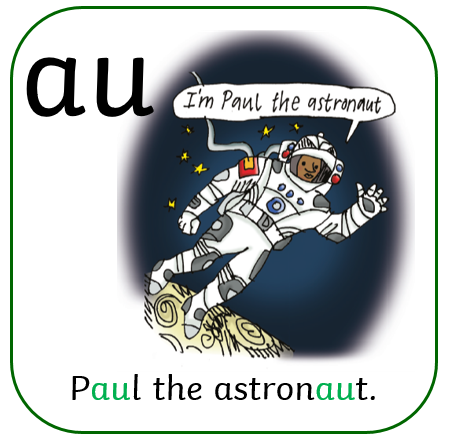 au
I'm Paul the astronaut
Paul the astronaut.